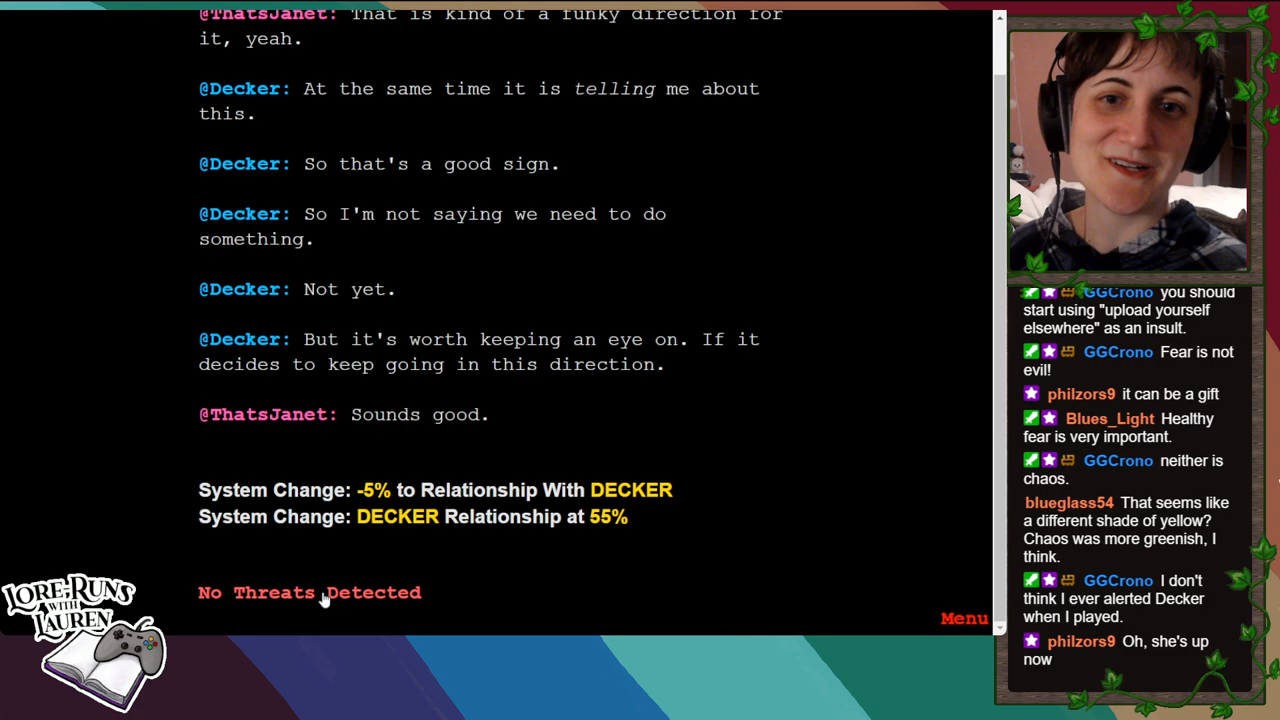 @ThatsJanet: That is kind of a funky direction for
it, yeah.
@Decker: At the same time it is telling me about
this.
@Decker: So that's a good sign.
@Decker: So I'm not saying we need to do
something.
@Decker: Not yet.
@Decker: But it's worth keeping an eye on. If it
decides to keep going in this direction.
@ThatsJanet: Sounds good.
System Change: -5% to Relationship With DECKER
System Change: DECKER Relationship at 55%
No Threats Detected
Menu
LORE-RUNS
WITH
LAUREN
GGCrono you should
start using "upload yourself
elsewhere" as an insult.
GGCrono Fear is not
evil!
philzors9 it can be a gift
Blues_Light Healthy
fear is very important.
GGCrono neither is
chaos.
blueglass54 That seems like
a different shade of yellow?
Chaos was more greenish, I
think.
GGCrono I don't
think I ever alerted Decker
when I played.
philzors9 Oh, she's up
now